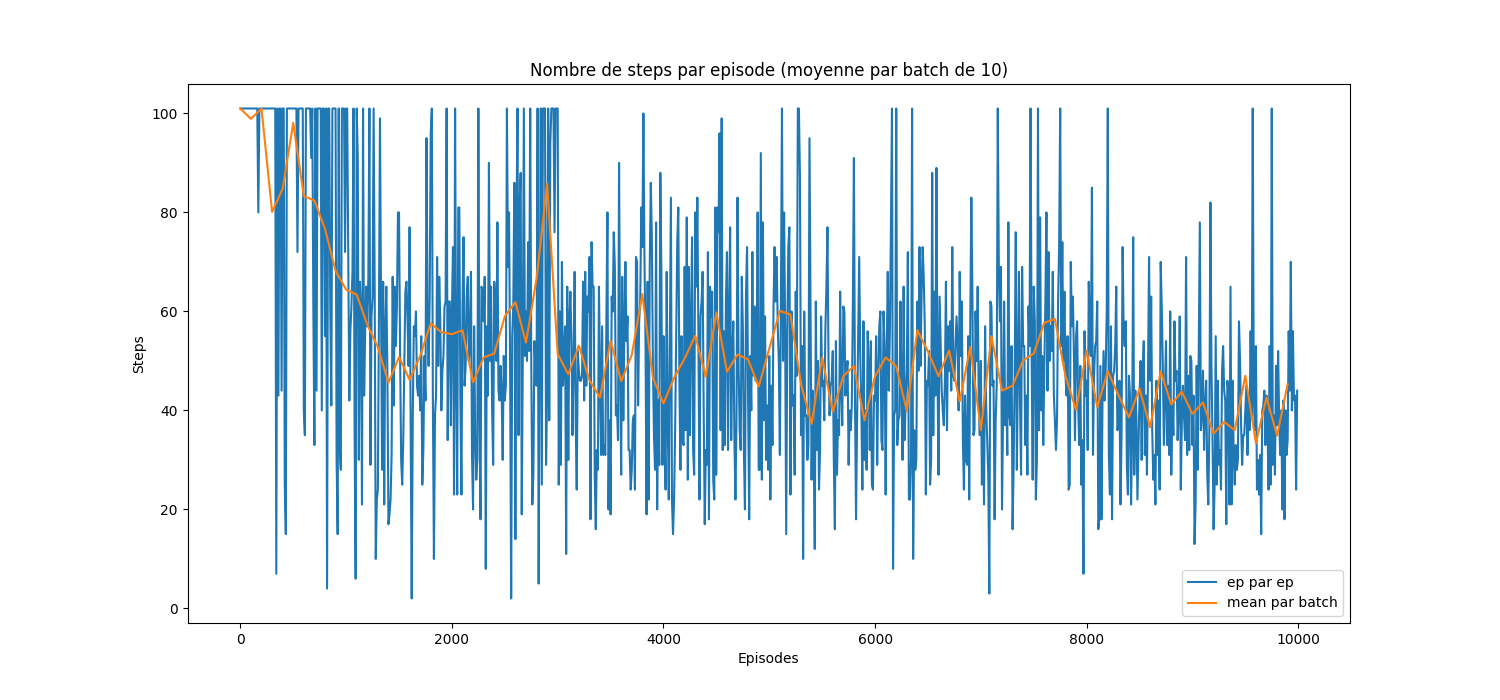 Nombre de steps par episode (moyenne par batch de 10)
100
80
60
40
20
0
Steps
0 2000 4000 6000 8000 10000
Episodes
ep par ep
mean par batch